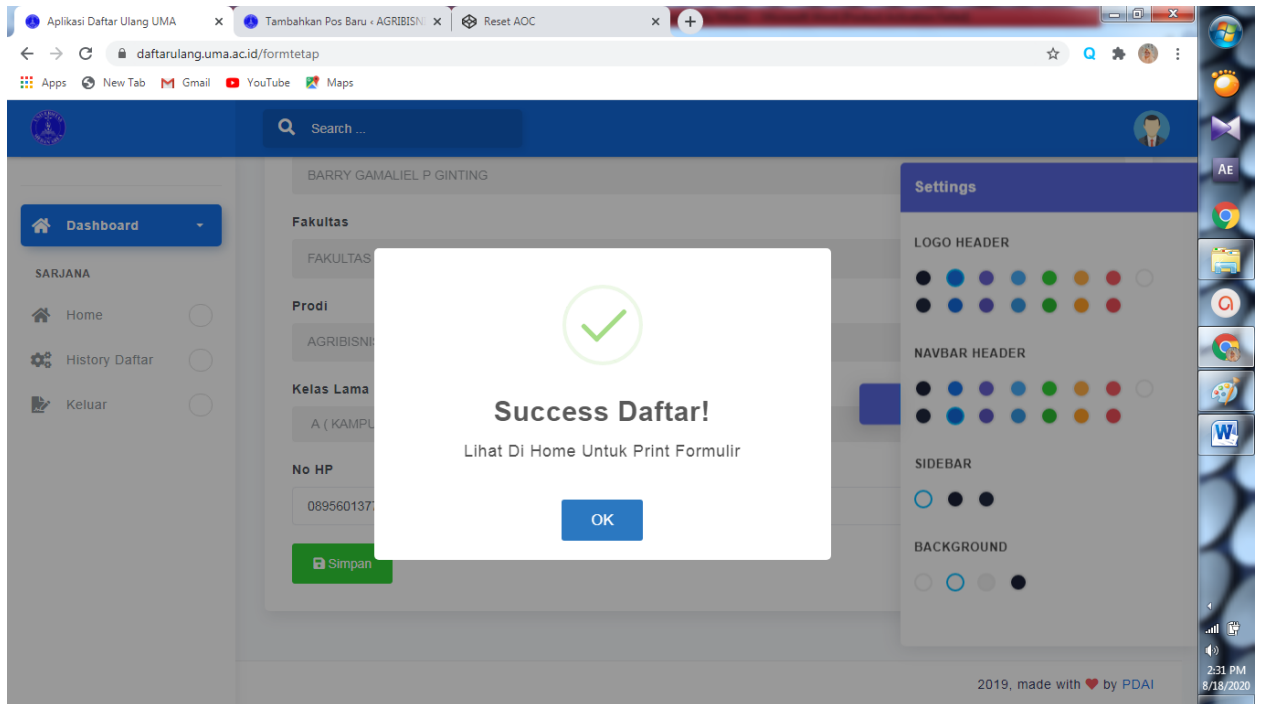 Aplikasi Daftar Ulang UMA
Tambahkan Pos Baru ‹ AGRIBISNI
Reset AOC
daftarulang.uma.ac.id/formtetap
Apps New Tab Gmail YouTube Maps
Search ...
BARRY GAMALIEL P GINTING
Settings
Dashboard
Fakultas
FAKULTAS
LOGO HEADER
SARJANA
Home
Prodi
AGRIBISNIS
History Daftar
NAVBAR HEADER
Keluar
Kelas Lama
A ( KAMPU
Success Daftar!
Lihat Di Home Untuk Print Formulir
No HP
SIDEBAR
089560137
OK
BACKGROUND
Simpan
2019, made with ❤ by PDAI
AE
W
2:31 PM
8/18/2020